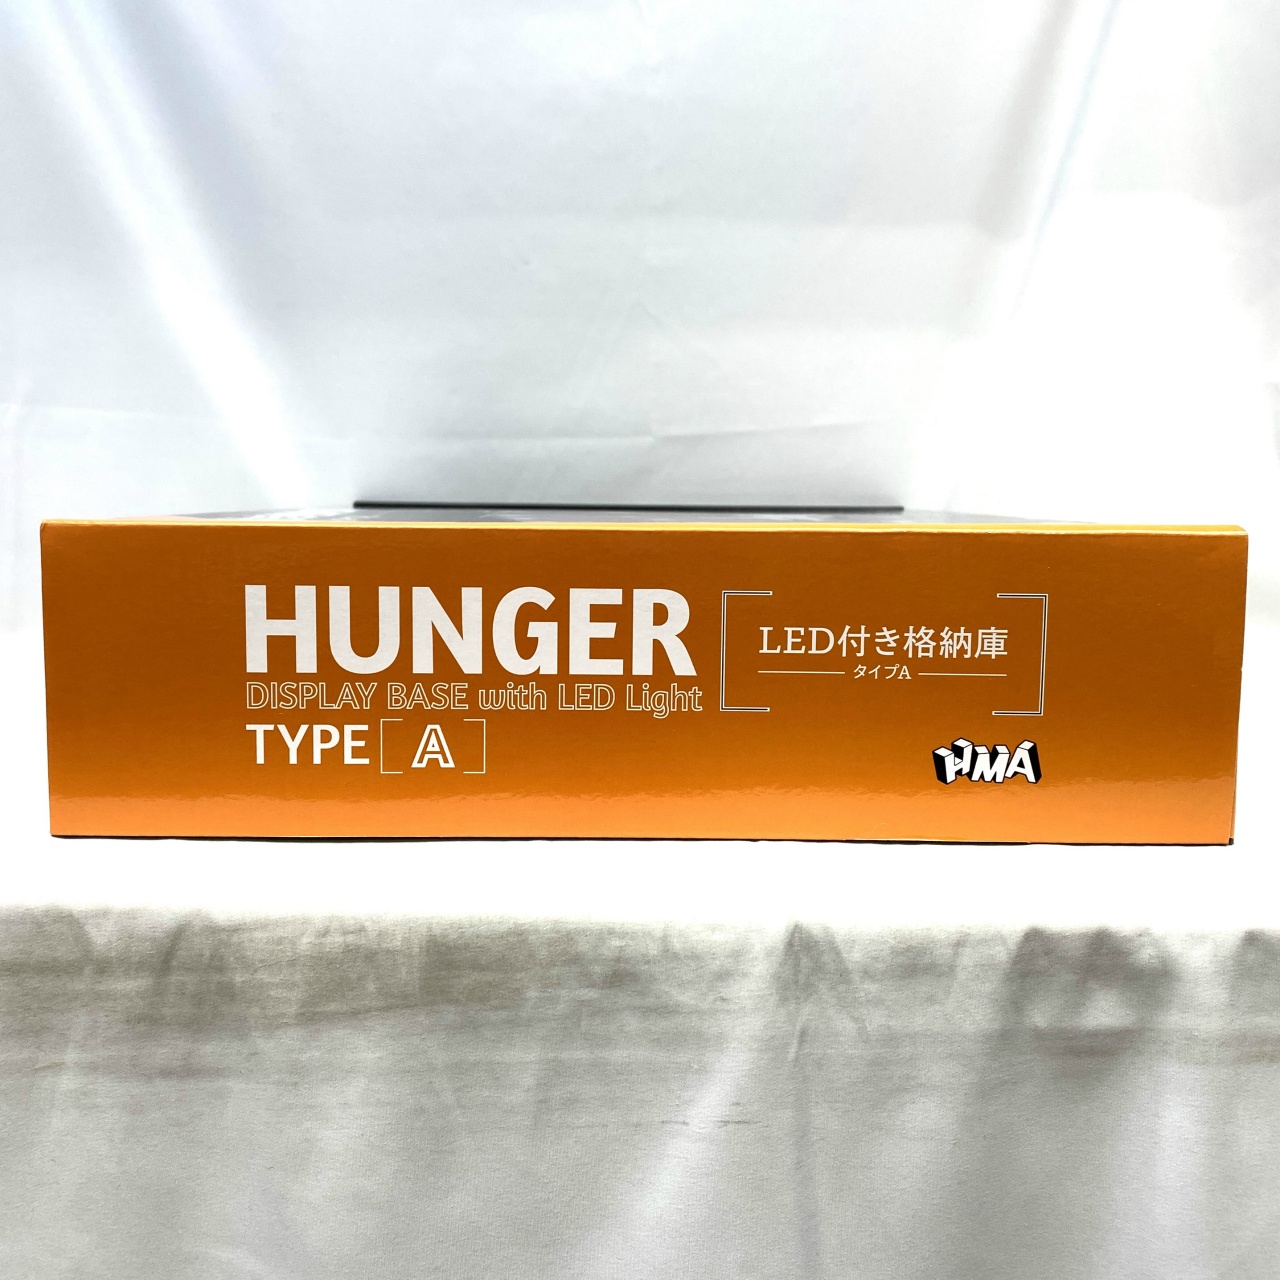 HUNGER
DISPLAY BASE with LED Light
TYPE [A]
LED付き格納庫
タイプA
HMA